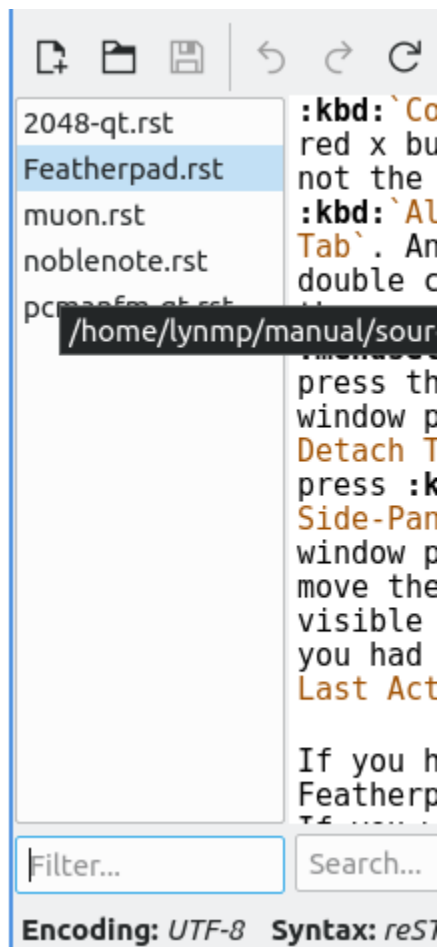 2048-qt.rst
Featherpad.rst
muon.rst
noblenote.rst
/home/lynmp/manual/sour
:kbd:`Co
red x bu
not the
:kbd:`Al
Tab`. An
double c
press th
window p
Detach T
press :k
Side-Pan
window p
move the
visible
you had
Last Act
If you h
Featherp
Filter...
Search...
Encoding: UTF-8 Syntax: reST